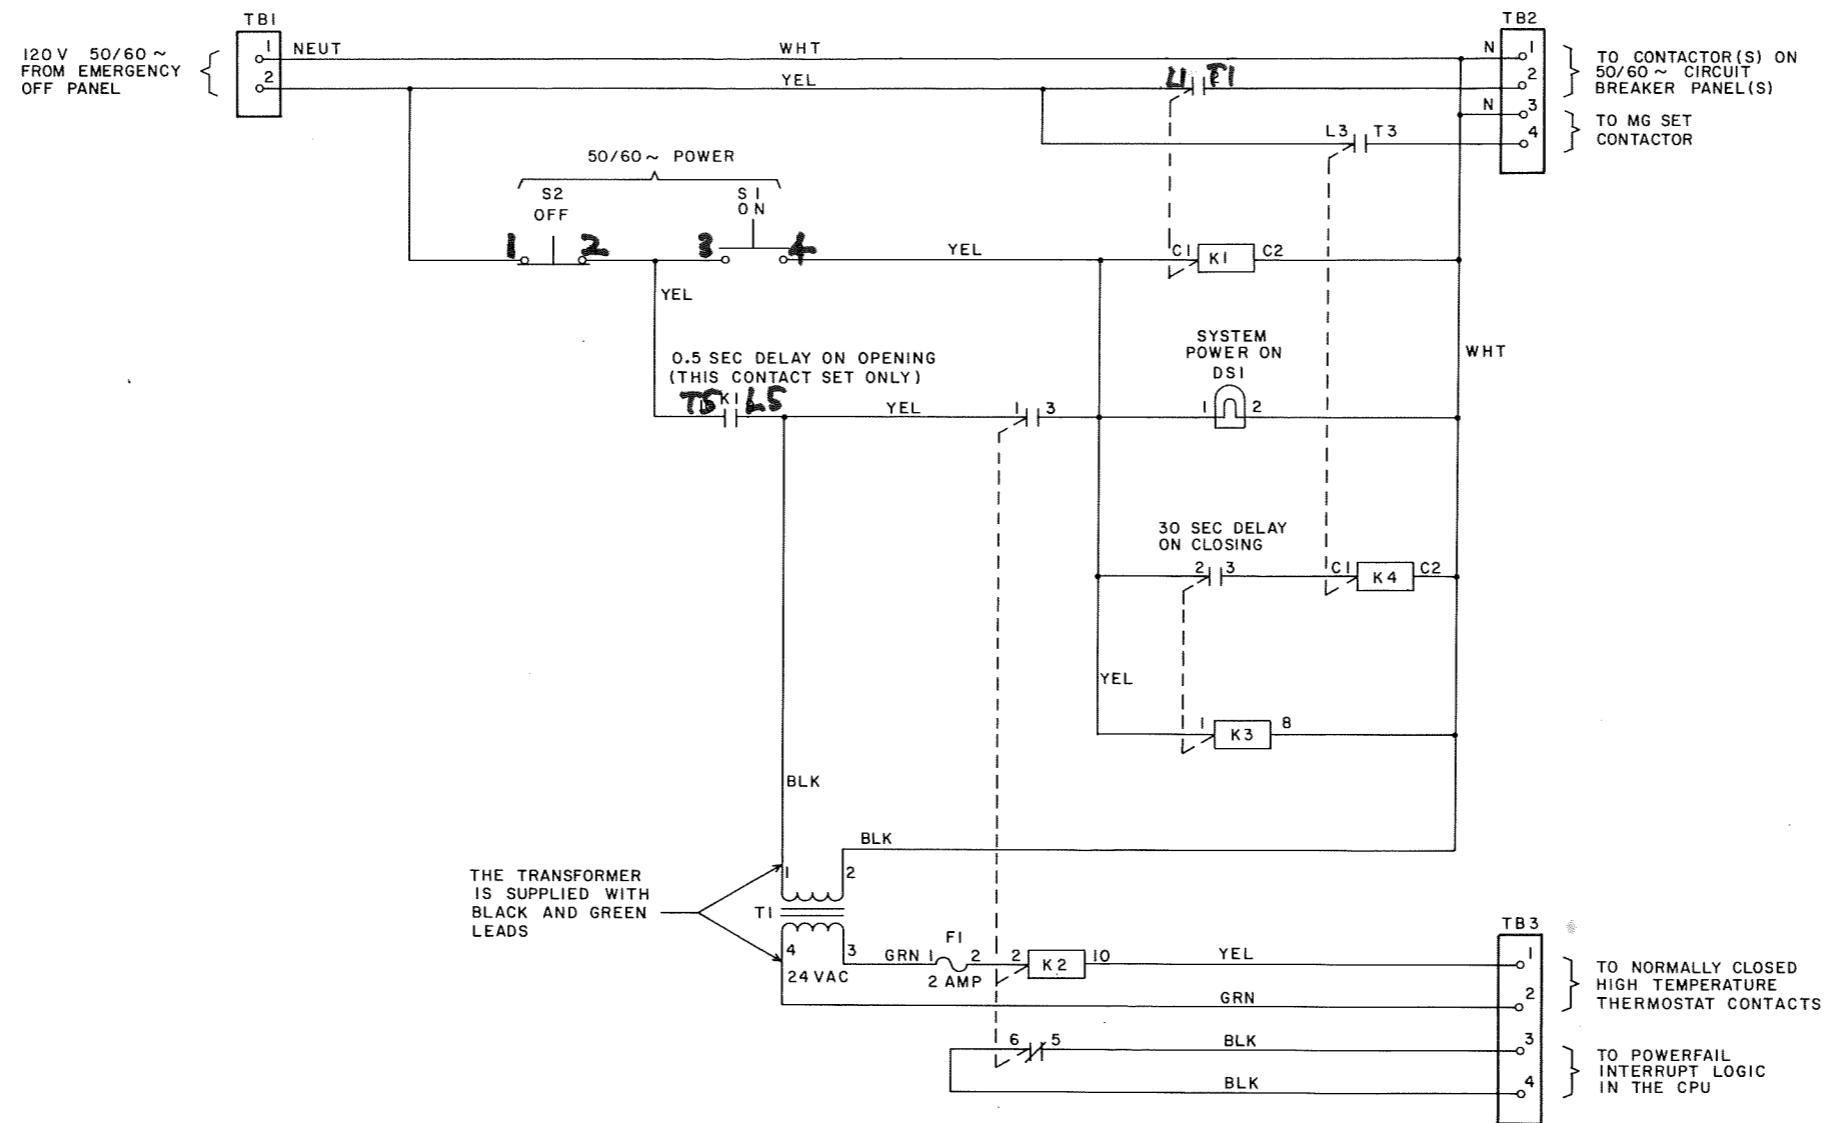 TB1
120V 50/60~
FROM EMERGENCY
OFF PANEL
1
NEUT
WHT
2
YEL
L1 T1
TB2
N 1
2
N 3
4
TO CONTACTOR(S) ON
50/60~ CIRCUIT
BREAKER PANEL(S)
TO MG SET
CONTACTOR
L3 T3
50/60~ POWER
S2
OFF
S1
ON
1 2 3 4
YEL
C1 K1 C2
YEL
0.5 SEC DELAY ON OPENING
(THIS CONTACT SET ONLY)
T5 K1 L5
YEL
1 3
SYSTEM
POWER ON
DS1
1 2
WHT
30 SEC DELAY
ON CLOSING
2 3
C1 K4 C2
YEL
1 K3 8
BLK
BLK
THE TRANSFORMER
IS SUPPLIED WITH
BLACK AND GREEN
LEADS
1 2
T1
4 3
24 VAC
GRN 1 F1 2
2 AMP
2 K2 10
YEL
GRN
6 5
BLK
BLK
TB3
1
2
3
4
TO NORMALLY CLOSED
HIGH TEMPERATURE
THERMOSTAT CONTACTS
TO POWERFAIL
INTERRUPT LOGIC
IN THE CPU